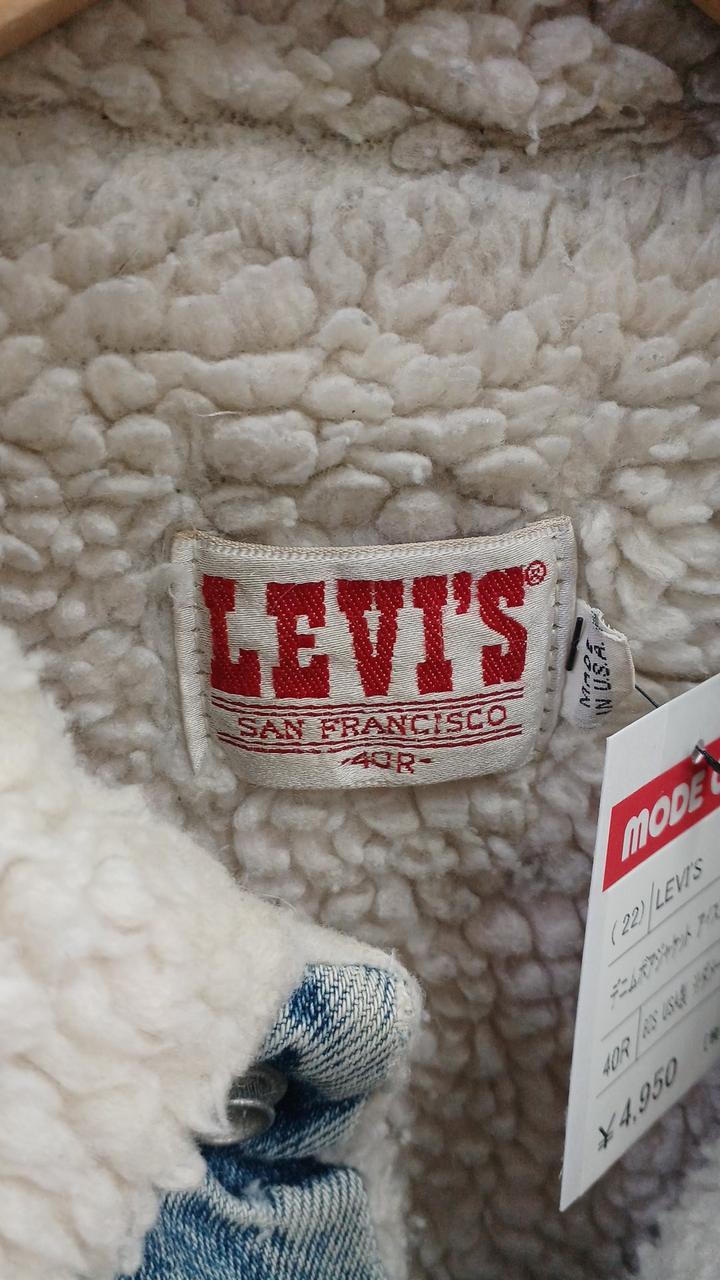 LEVI'S®
SAN FRANCISCO
-40R-
MADE
IN U.S.A.
MODE
(22) LEVI'S
デニムボアジャケット
40R 80S USA製
¥4,950